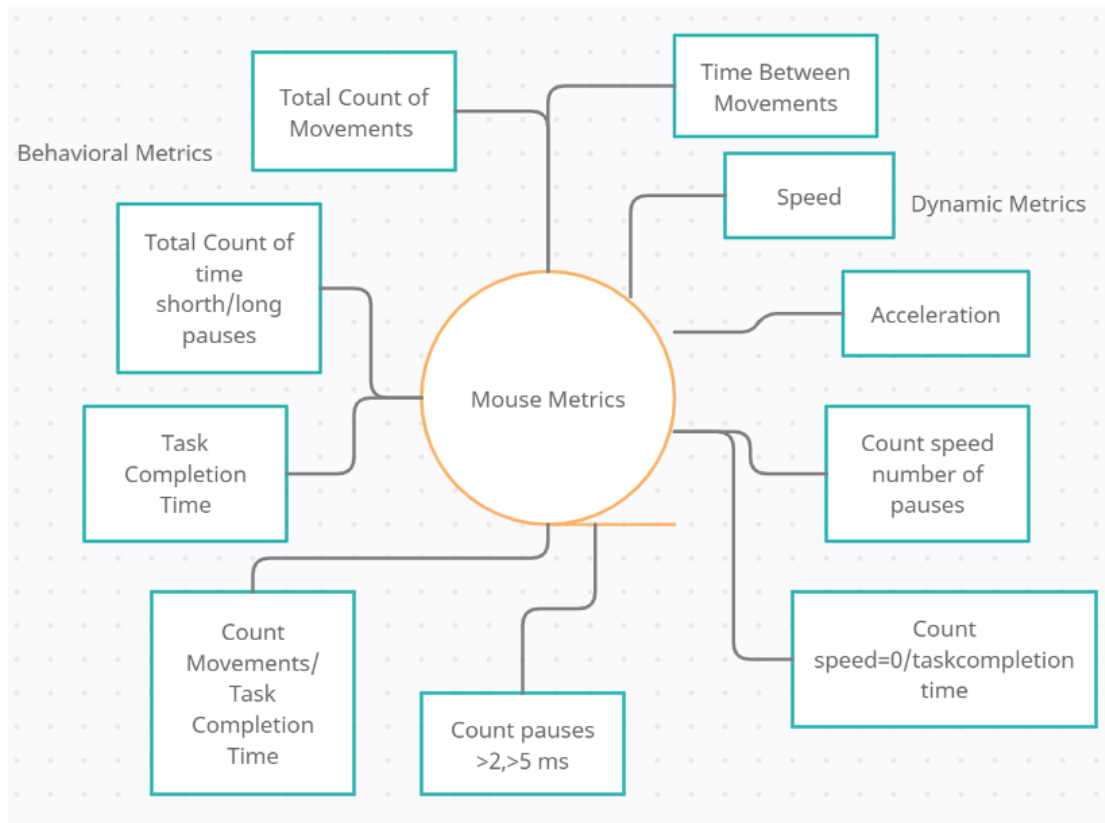 Time Between
Movements
Total Count of
Movements
Behavioral Metrics
Speed
Dynamic Metrics
Total Count of
time
shorth/long
pauses
Acceleration
Mouse Metrics
Task
Completion
Time
Count speed
number of
pauses
Count
Movements/
Task
Completion
Time
Count
speed=0/taskcompletion
time
Count pauses
>2,>5 ms